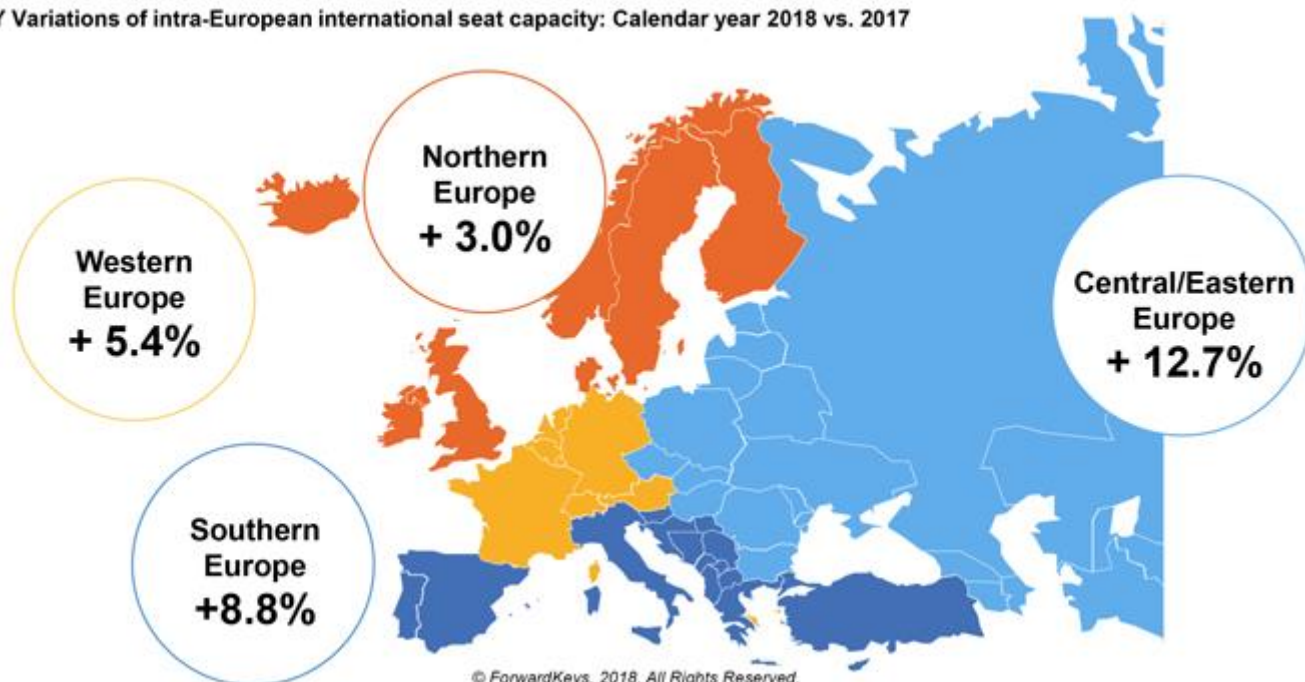 Y Variations of intra-European international seat capacity: Calendar year 2018 vs. 2017
Northern
Europe
+ 3.0%
Western
Europe
+ 5.4%
Central/Eastern
Europe
+ 12.7%
Southern
Europe
+8.8%
© ForwardKeys, 2018. All Rights Reserved.